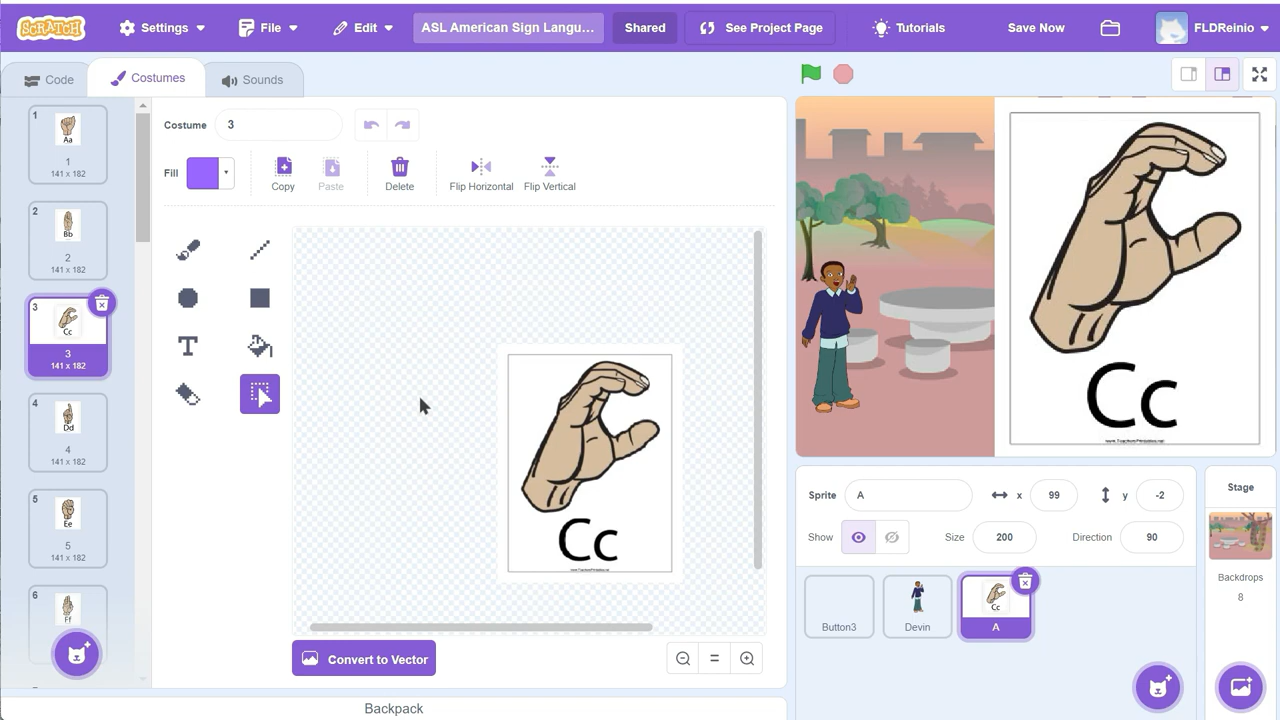 SCRATCH Settings File Edit ASL American Sign Langu... Shared See Project Page Tutorials Save Now FLDReinio
Code Costumes Sounds
1
Aa
1
141 x 182
2
Bb
2
141 x 182
3
Cc
3
141 x 182
4
Dd
4
141 x 182
5
Ee
5
141 x 182
6
Ff
Costume 3
Fill Copy Paste Delete Flip Horizontal Flip Vertical
T
Cc
Convert to Vector
Backpack
Cc
Sprite A x 99 y -2
Show Size 200 Direction 90
Button3
Devin
Cc
A
Stage
Backdrops
8